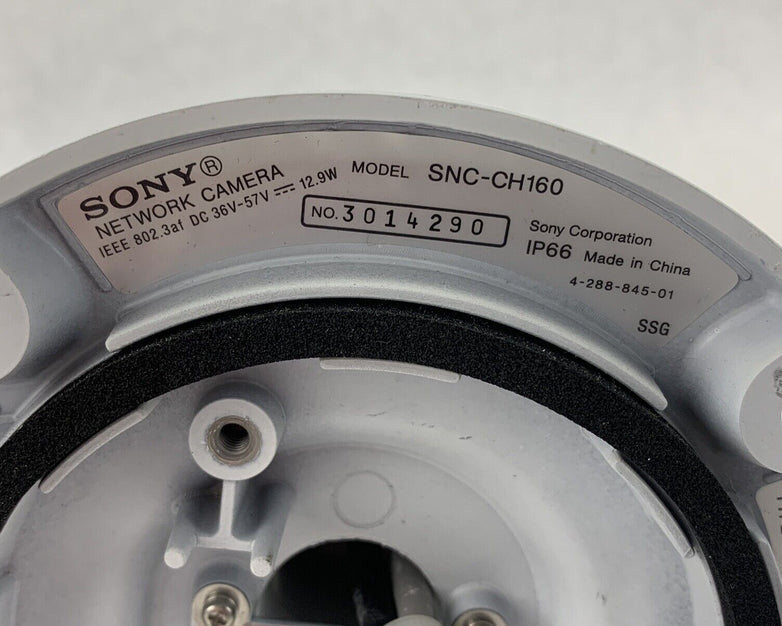 SONY®
NETWORK CAMERA
IEEE 802.3af DC 36V-57V ⎓ 12.9W
MODEL SNC-CH160
NO. 3014290
Sony Corporation
IP66 Made in China
4-288-845-01
SSG